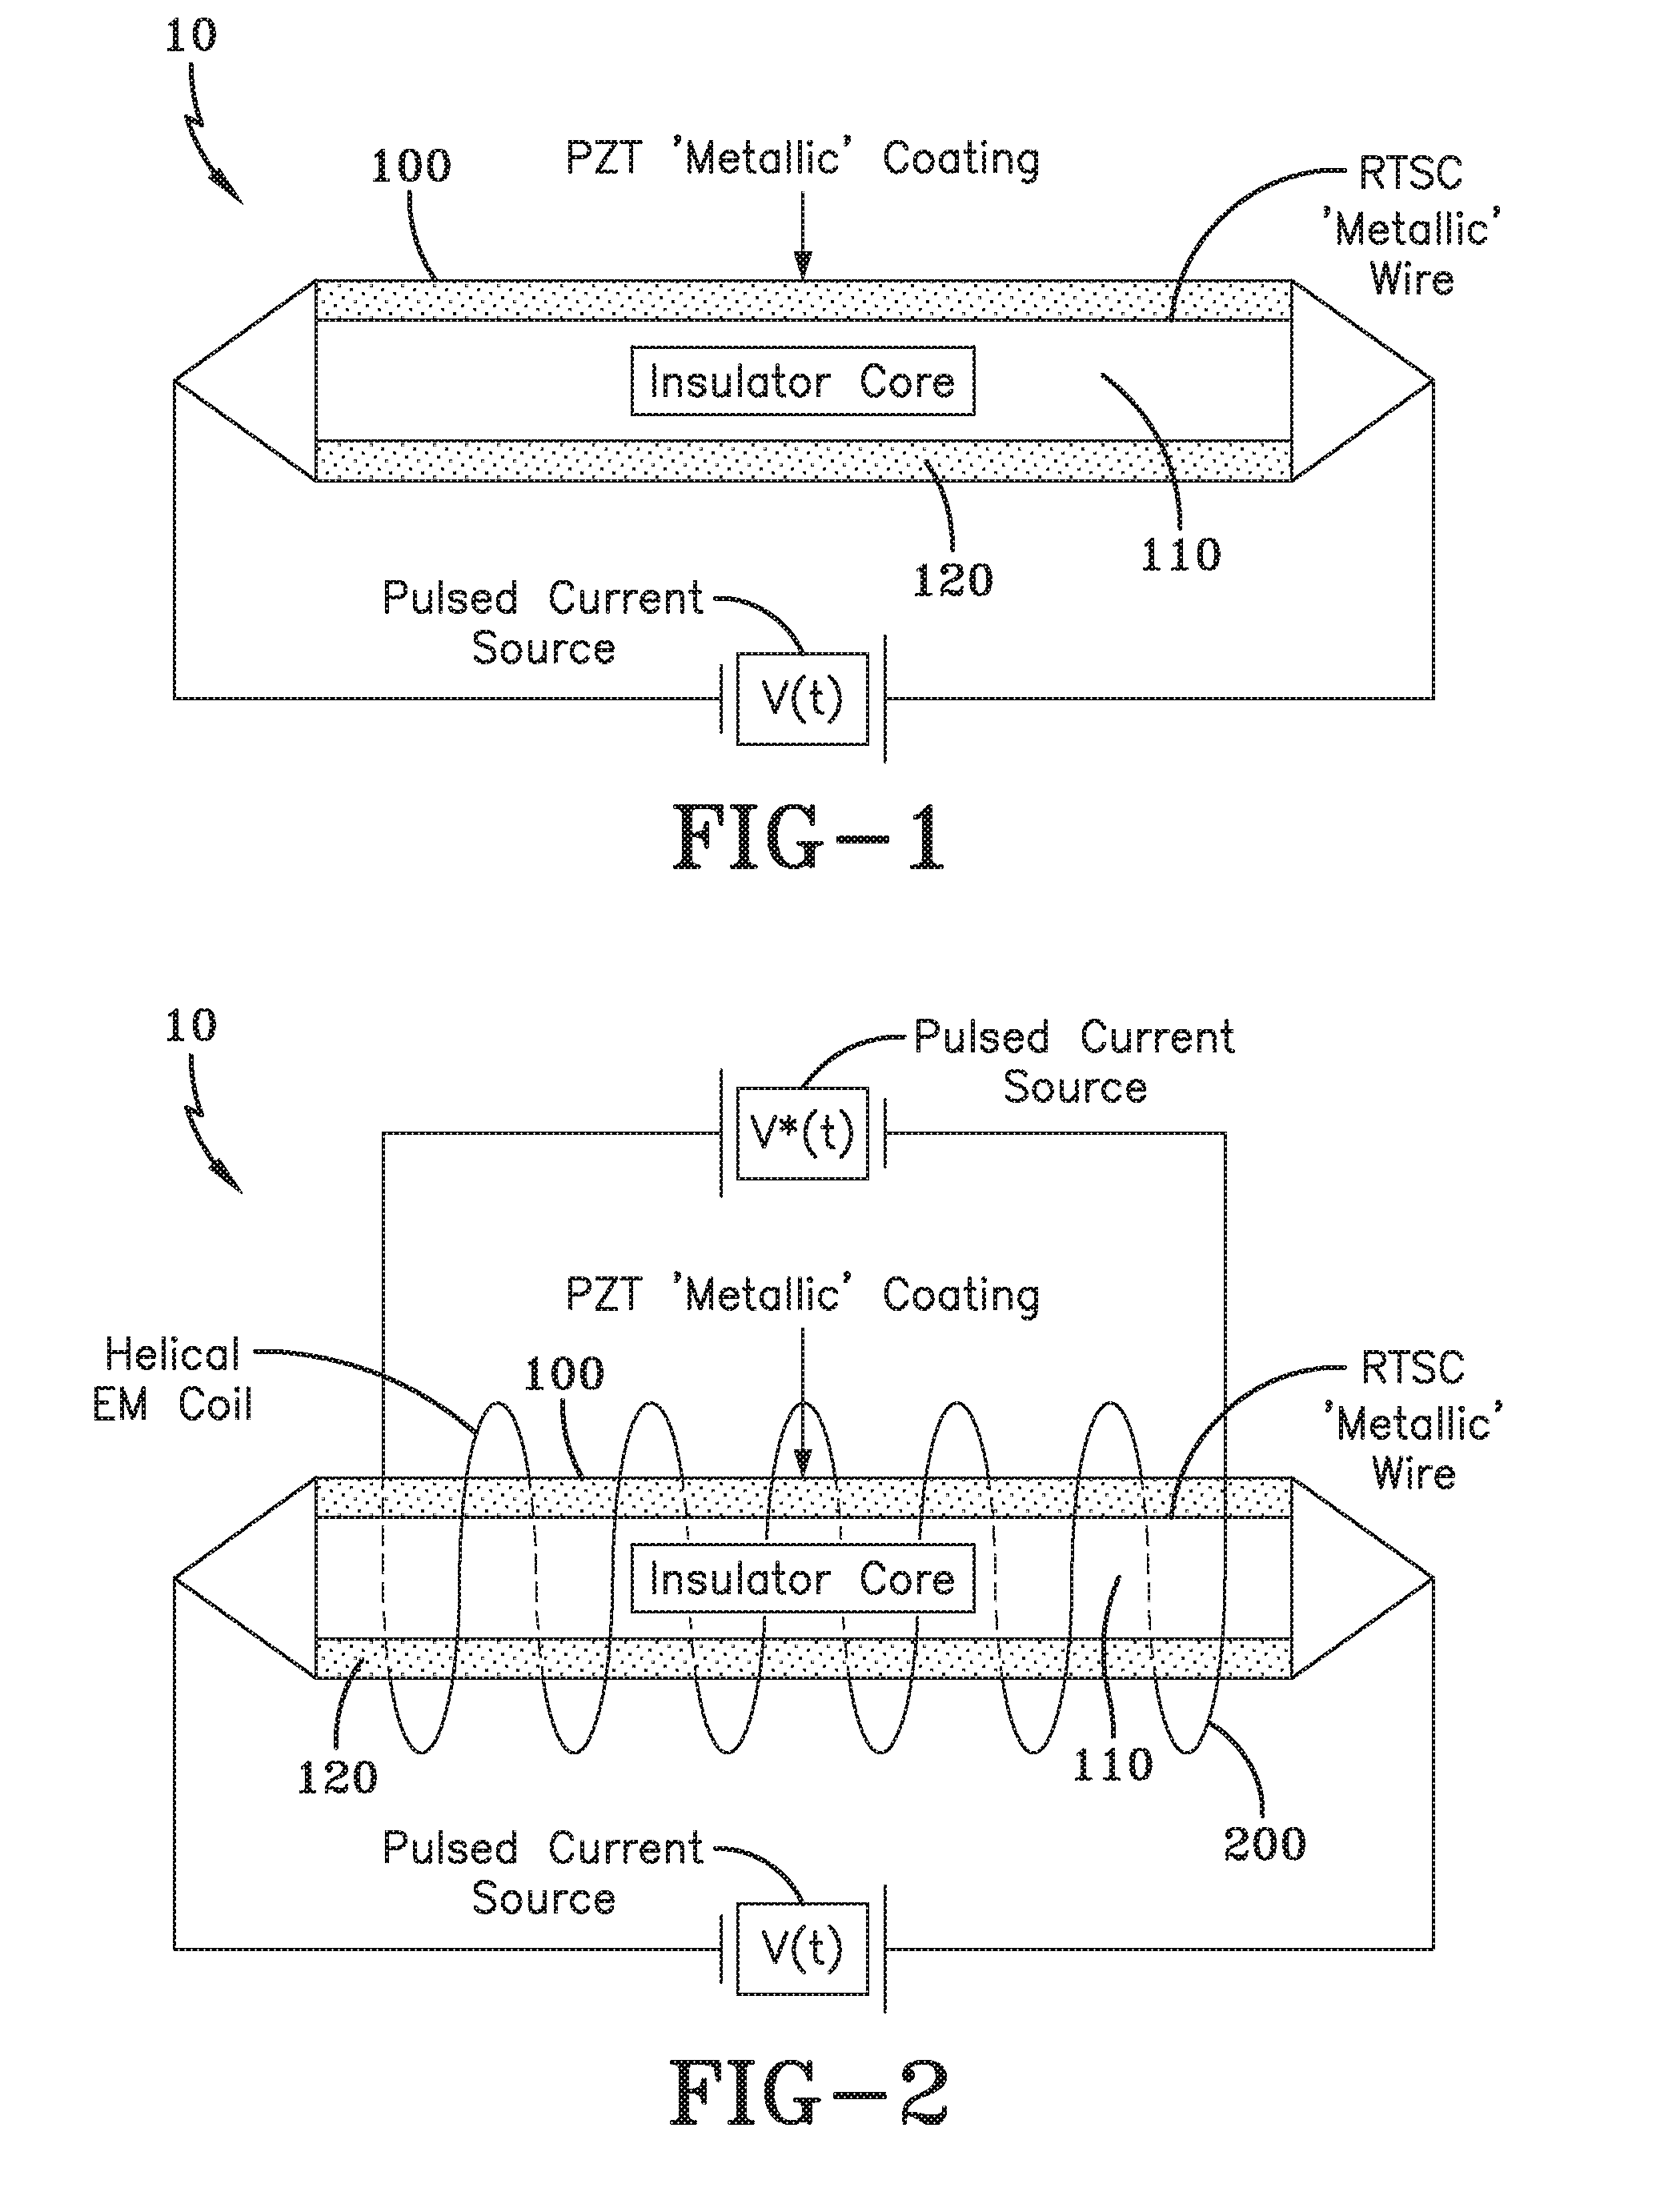 10
100
PZT 'Metallic' Coating
RTSC
'Metallic'
Wire
Insulator Core
110
120
Pulsed Current
Source
V(t)
FIG-1
10
Pulsed Current
Source
V*(t)
PZT 'Metallic' Coating
Helical
EM Coil
100
RTSC
'Metallic'
Wire
Insulator Core
120
110
200
Pulsed Current
Source
V(t)
FIG-2